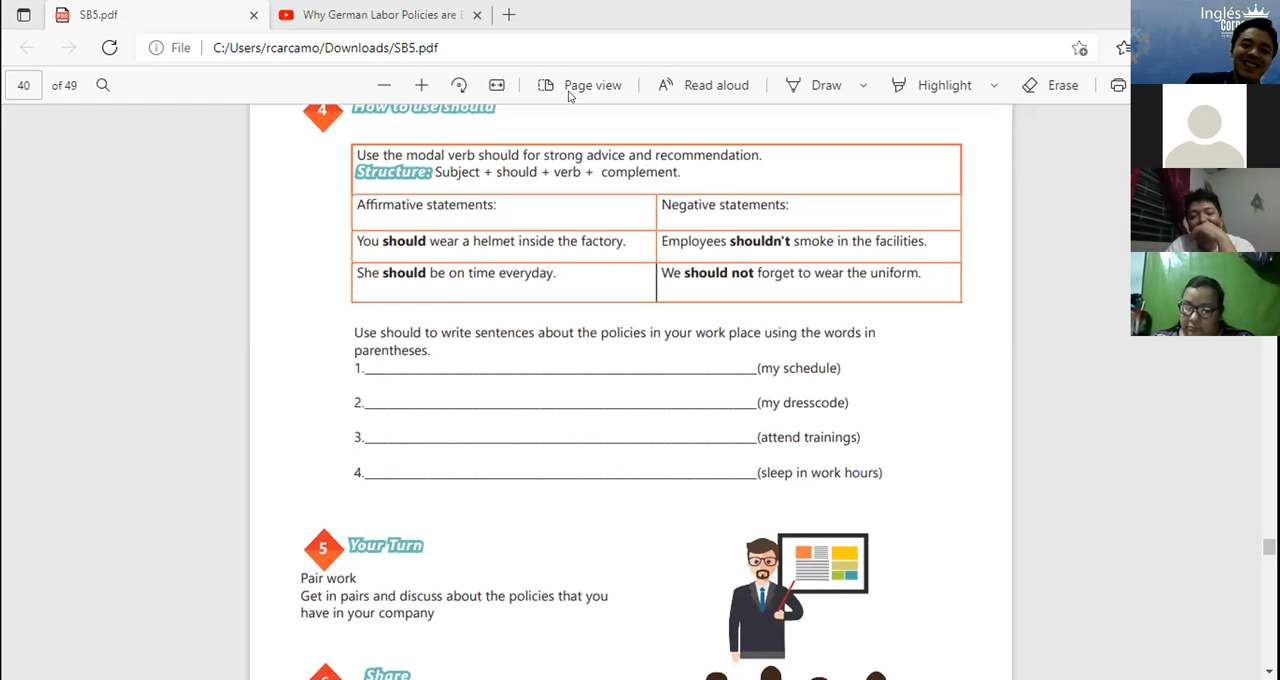 SB5.pdf
Why German Labor Policies are
Inglés
File
C:/Users/rcarcamo/Downloads/SB5.pdf
40
of 49
Page view
Read aloud
Draw
Highlight
Erase
4
How to use should
Use the modal verb should for strong advice and recommendation.
Structure: Subject + should + verb + complement.
Affirmative statements:
Negative statements:
You should wear a helmet inside the factory.
Employees shouldn't smoke in the facilities.
She should be on time everyday.
We should not forget to wear the uniform.
Use should to write sentences about the policies in your work place using the words in
parentheses.
1.______________________________(my schedule)
2.______________________________(my dresscode)
3.______________________________(attend trainings)
4.______________________________(sleep in work hours)
5
Your Turn
Pair work
Get in pairs and discuss about the policies that you
have in your company
Share